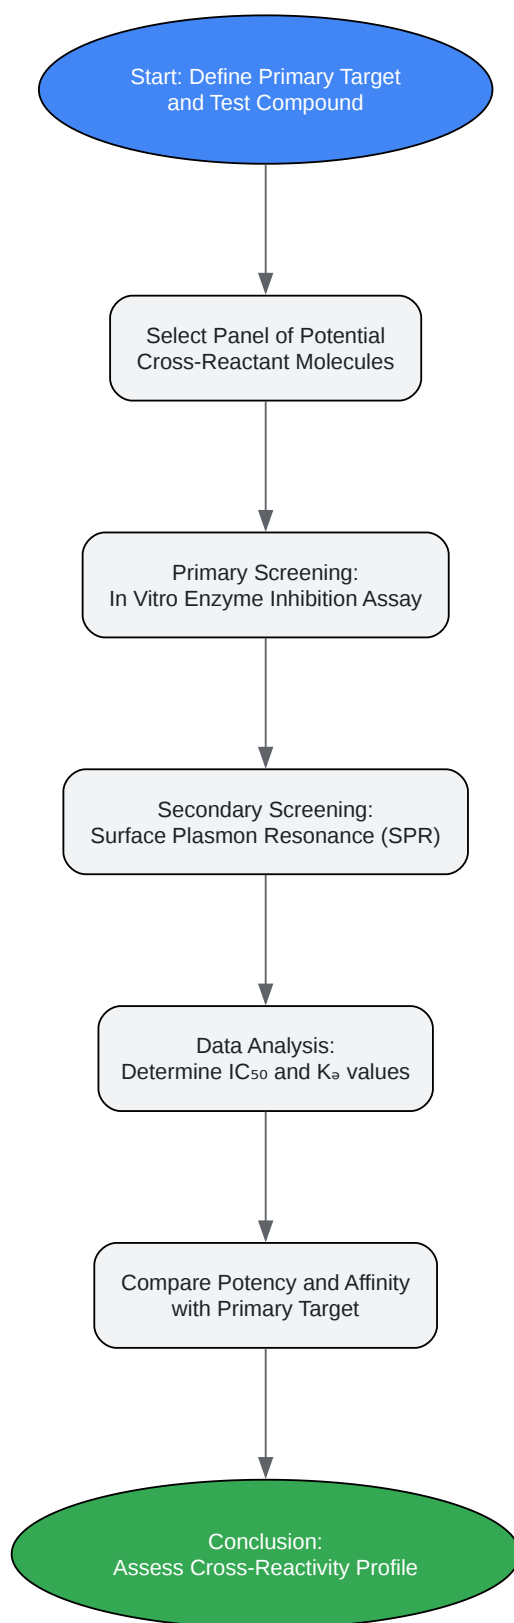 Start: Define Primary Target
and Test Compound
Select Panel of Potential
Cross-Reactant Molecules
Primary Screening:
In Vitro Enzyme Inhibition Assay
Secondary Screening:
Surface Plasmon Resonance (SPR)
Data Analysis:
Determine IC₅₀ and Kₔ values
Compare Potency and Affinity
with Primary Target
Conclusion:
Assess Cross-Reactivity Profile